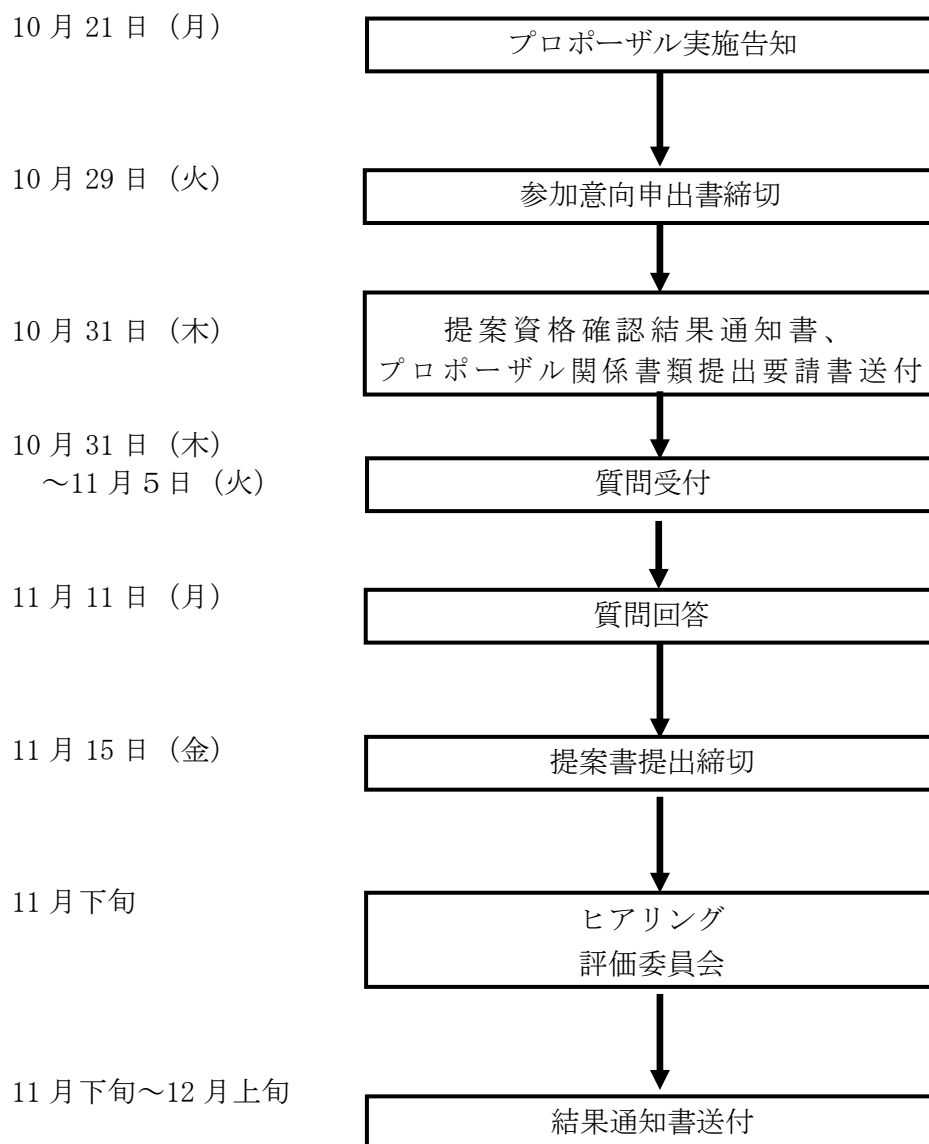 10月21日（月）
プロポーザル実施告知
10月29日（火）
参加意向申出書締切
10月31日（木）
提案資格確認結果通知書、
プロポーザル関係書類提出要請書送付
10月31日（木）
～11月５日（火）
質問受付
11月11日（月）
質問回答
11月15日（金）
提案書提出締切
11月下旬
ヒアリング
評価委員会
11月下旬～12月上旬
結果通知書送付